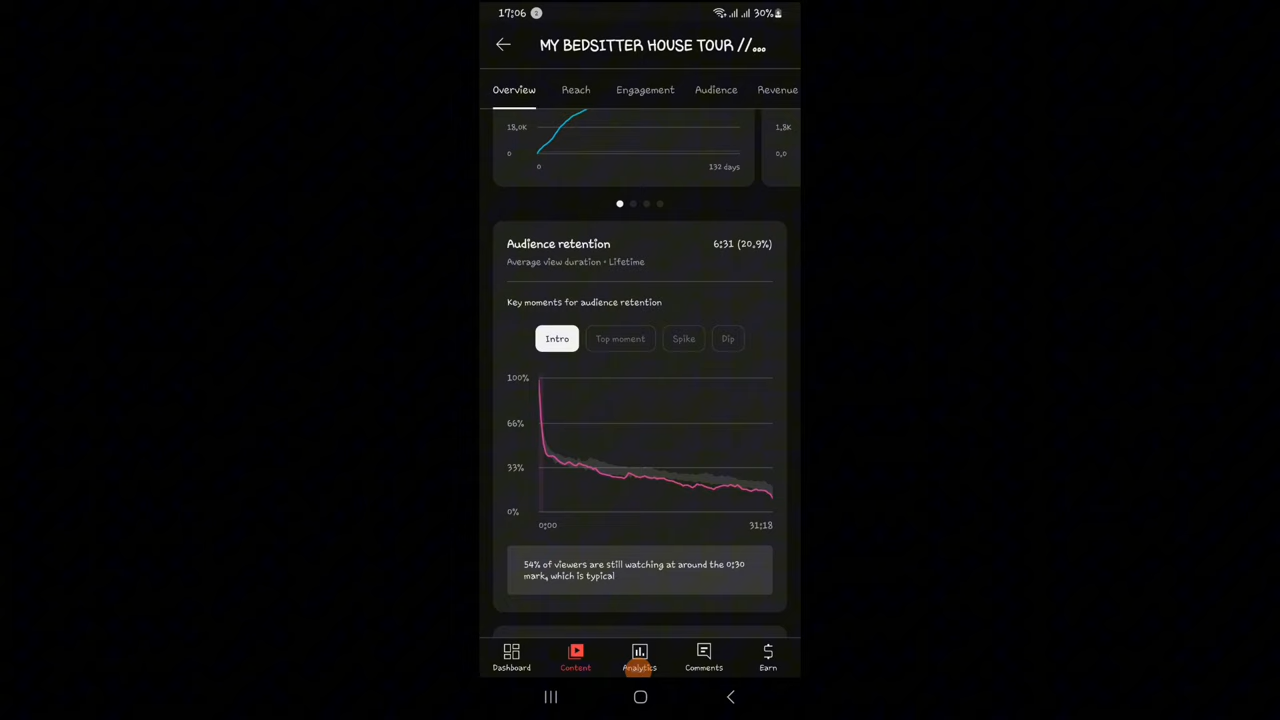 17:06 2 30%
MY BEDSITTER HOUSE TOUR //...
Overview Reach Engagement Audience Revenue
18,0K 1,8K
0 0,0
0 132 days
Audience retention 6:31 (20,9%)
Average view duration • Lifetime
Key moments for audience retention
Intro Top moment Spike Dip
100%
66%
33%
0%
0:00 31:18
54% of viewers are still watching at around the 0:30
mark, which is typical
Dashboard Content Analytics Comments Earn